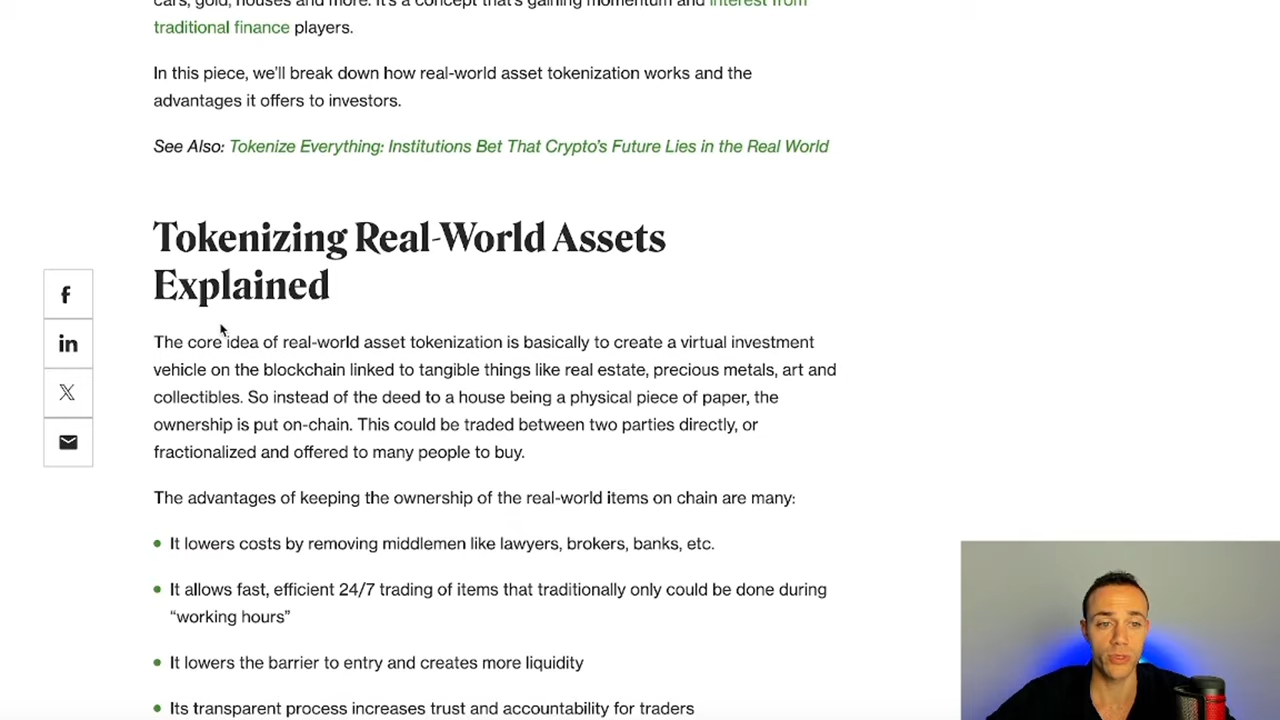 cars, gold, houses and more. It's a concept that's gaining momentum and interest from
traditional finance players.
In this piece, we'll break down how real-world asset tokenization works and the
advantages it offers to investors.
See Also: Tokenize Everything: Institutions Bet That Crypto's Future Lies in the Real World
Tokenizing Real-World Assets
Explained
The core idea of real-world asset tokenization is basically to create a virtual investment
vehicle on the blockchain linked to tangible things like real estate, precious metals, art and
collectibles. So instead of the deed to a house being a physical piece of paper, the
ownership is put on-chain. This could be traded between two parties directly, or
fractionalized and offered to many people to buy.
The advantages of keeping the ownership of the real-world items on chain are many:
It lowers costs by removing middlemen like lawyers, brokers, banks, etc.
It allows fast, efficient 24/7 trading of items that traditionally only could be done during
“working hours”
It lowers the barrier to entry and creates more liquidity
Its transparent process increases trust and accountability for traders